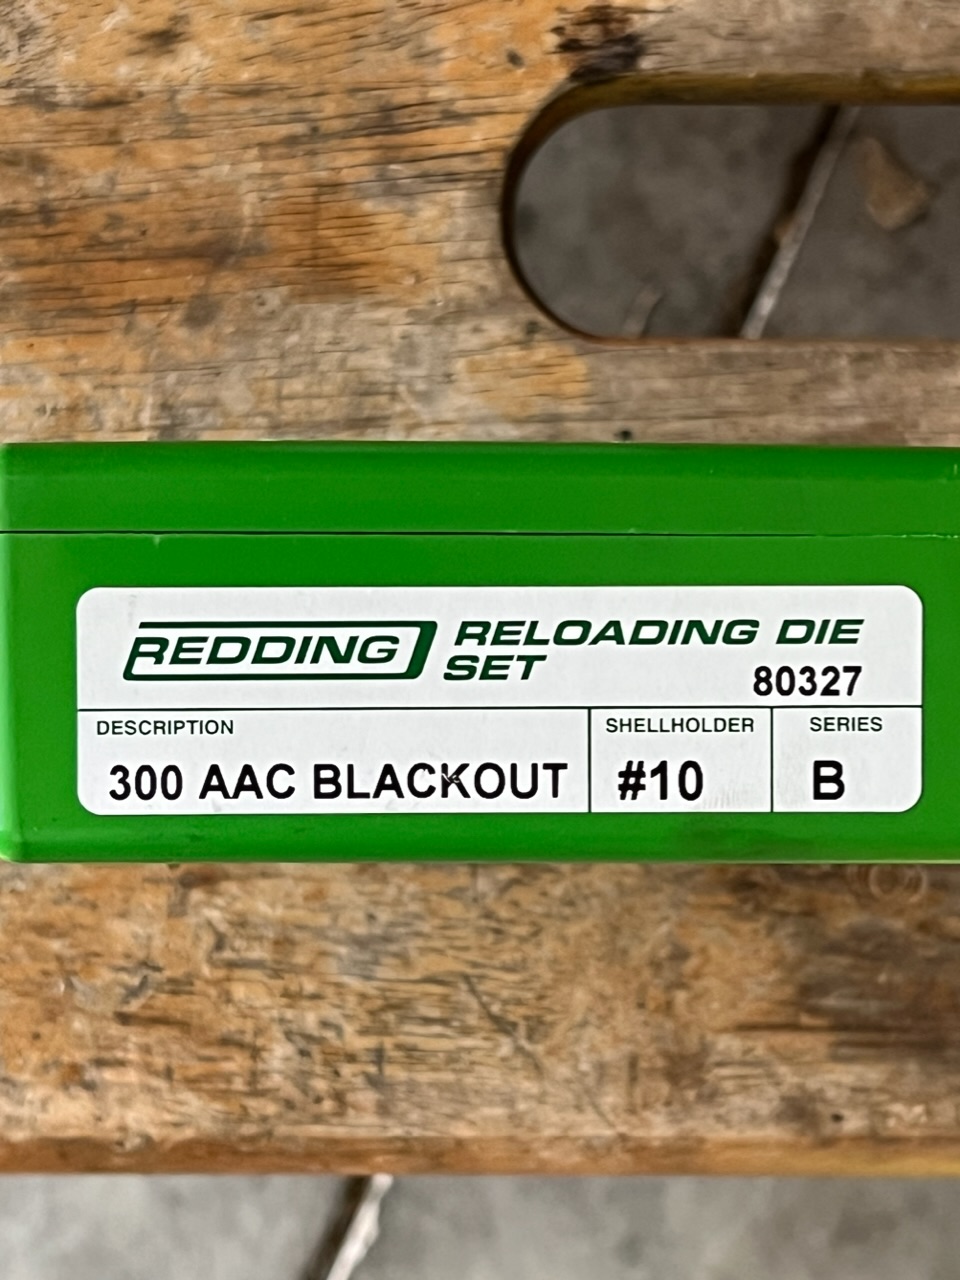 REDDING RELOADING DIE
SET
80327
DESCRIPTION
300 AAC BLACKOUT
SHELLHOLDER
#10
SERIES
B